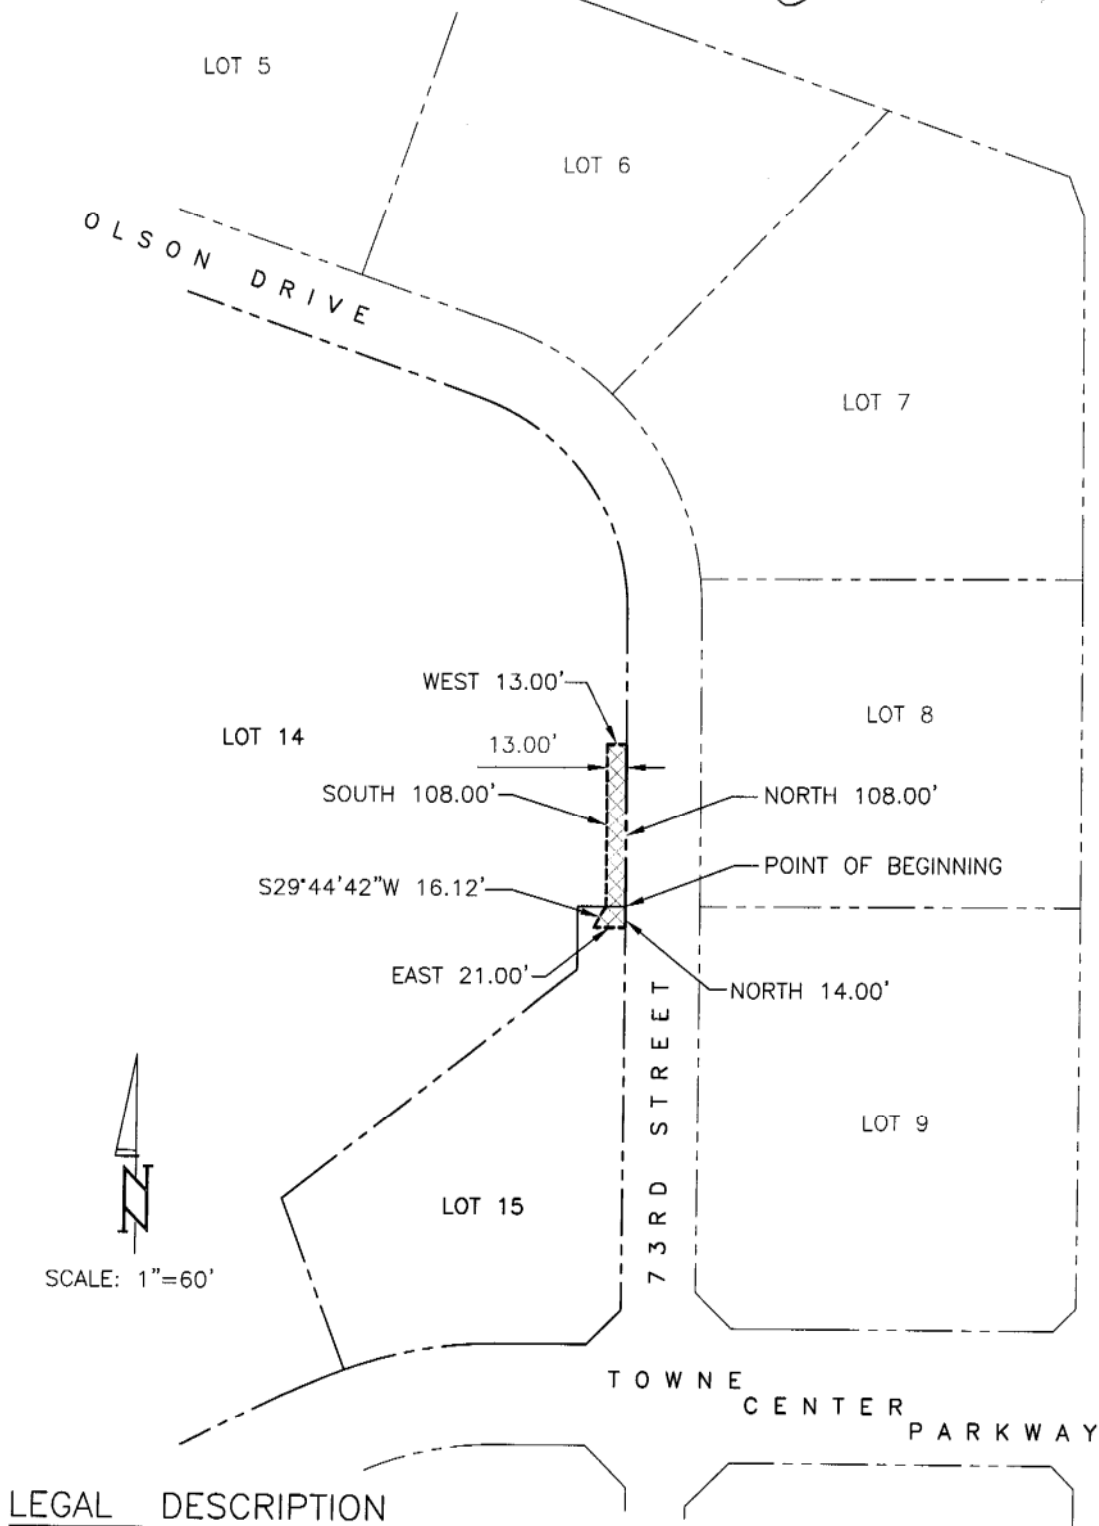 LOT 5
LOT 6
OLSON DRIVE
LOT 7
WEST 13.00'
LOT 8
LOT 14
13.00'
SOUTH 108.00'
NORTH 108.00'
POINT OF BEGINNING
S29°44'42"W 16.12'
EAST 21.00'
NORTH 14.00'
73RD STREET
LOT 9
N
LOT 15
SCALE: 1"=60'
TOWNE CENTER PARKWAY
LEGAL DESCRIPTION